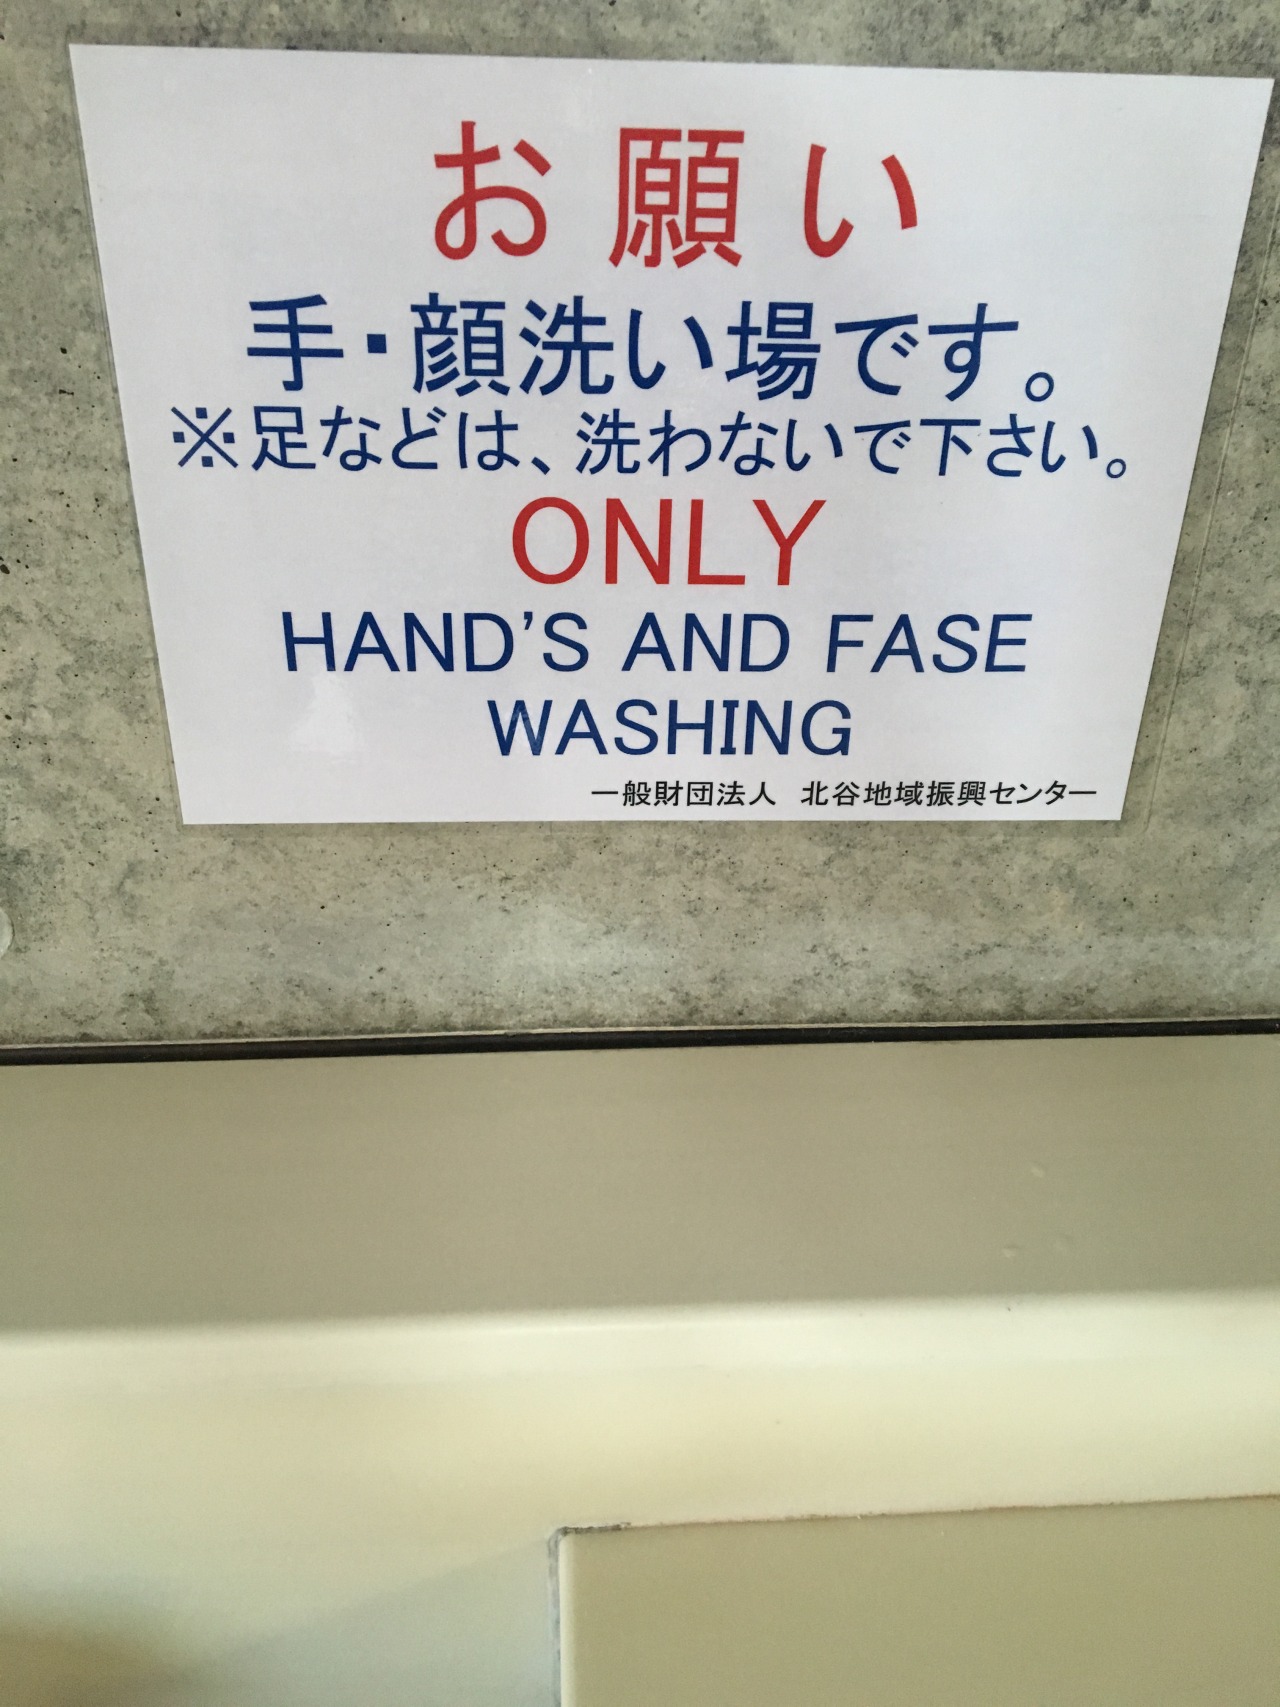 お願い
手・顔洗い場です。
※足などは、洗わないで下さい。
ONLY
HAND'S AND FASE
WASHING
一般財団法人　北谷地域振興センター